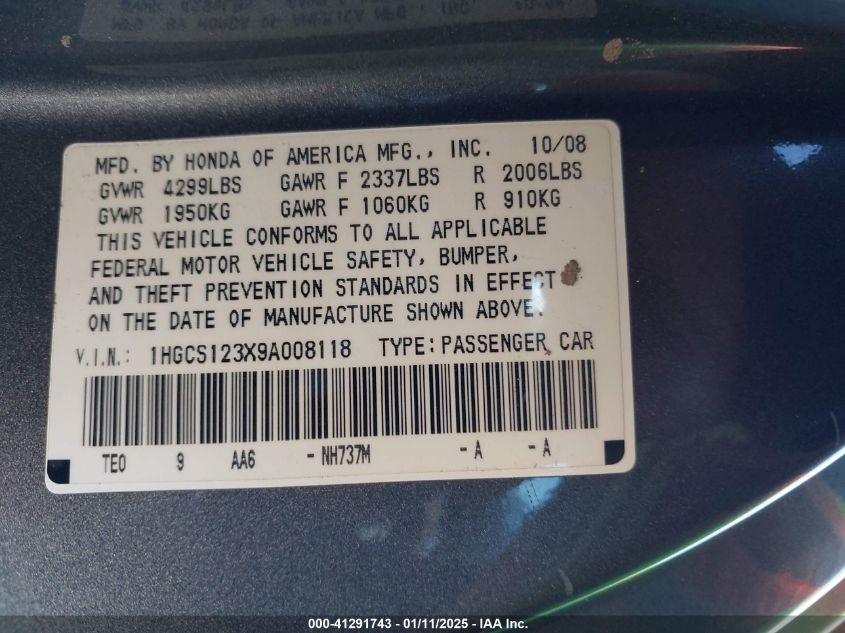 MFD. BY HONDA OF AMERICA MFG., INC. 10/08
GVWR 4299LBS GAWR F 2337LBS R 2006LBS
GVWR 1950KG GAWR F 1060KG R 910KG
THIS VEHICLE CONFORMS TO ALL APPLICABLE
FEDERAL MOTOR VEHICLE SAFETY, BUMPER,
AND THEFT PREVENTION STANDARDS IN EFFECT
ON THE DATE OF MANUFACTURE SHOWN ABOVE.
V.I.N.: 1HGCS123X9A008118 TYPE:PASSENGER CAR
TE0 9 AA6 -NH737M -A -A
000-41291743 - 01/11/2025 - IAA Inc.